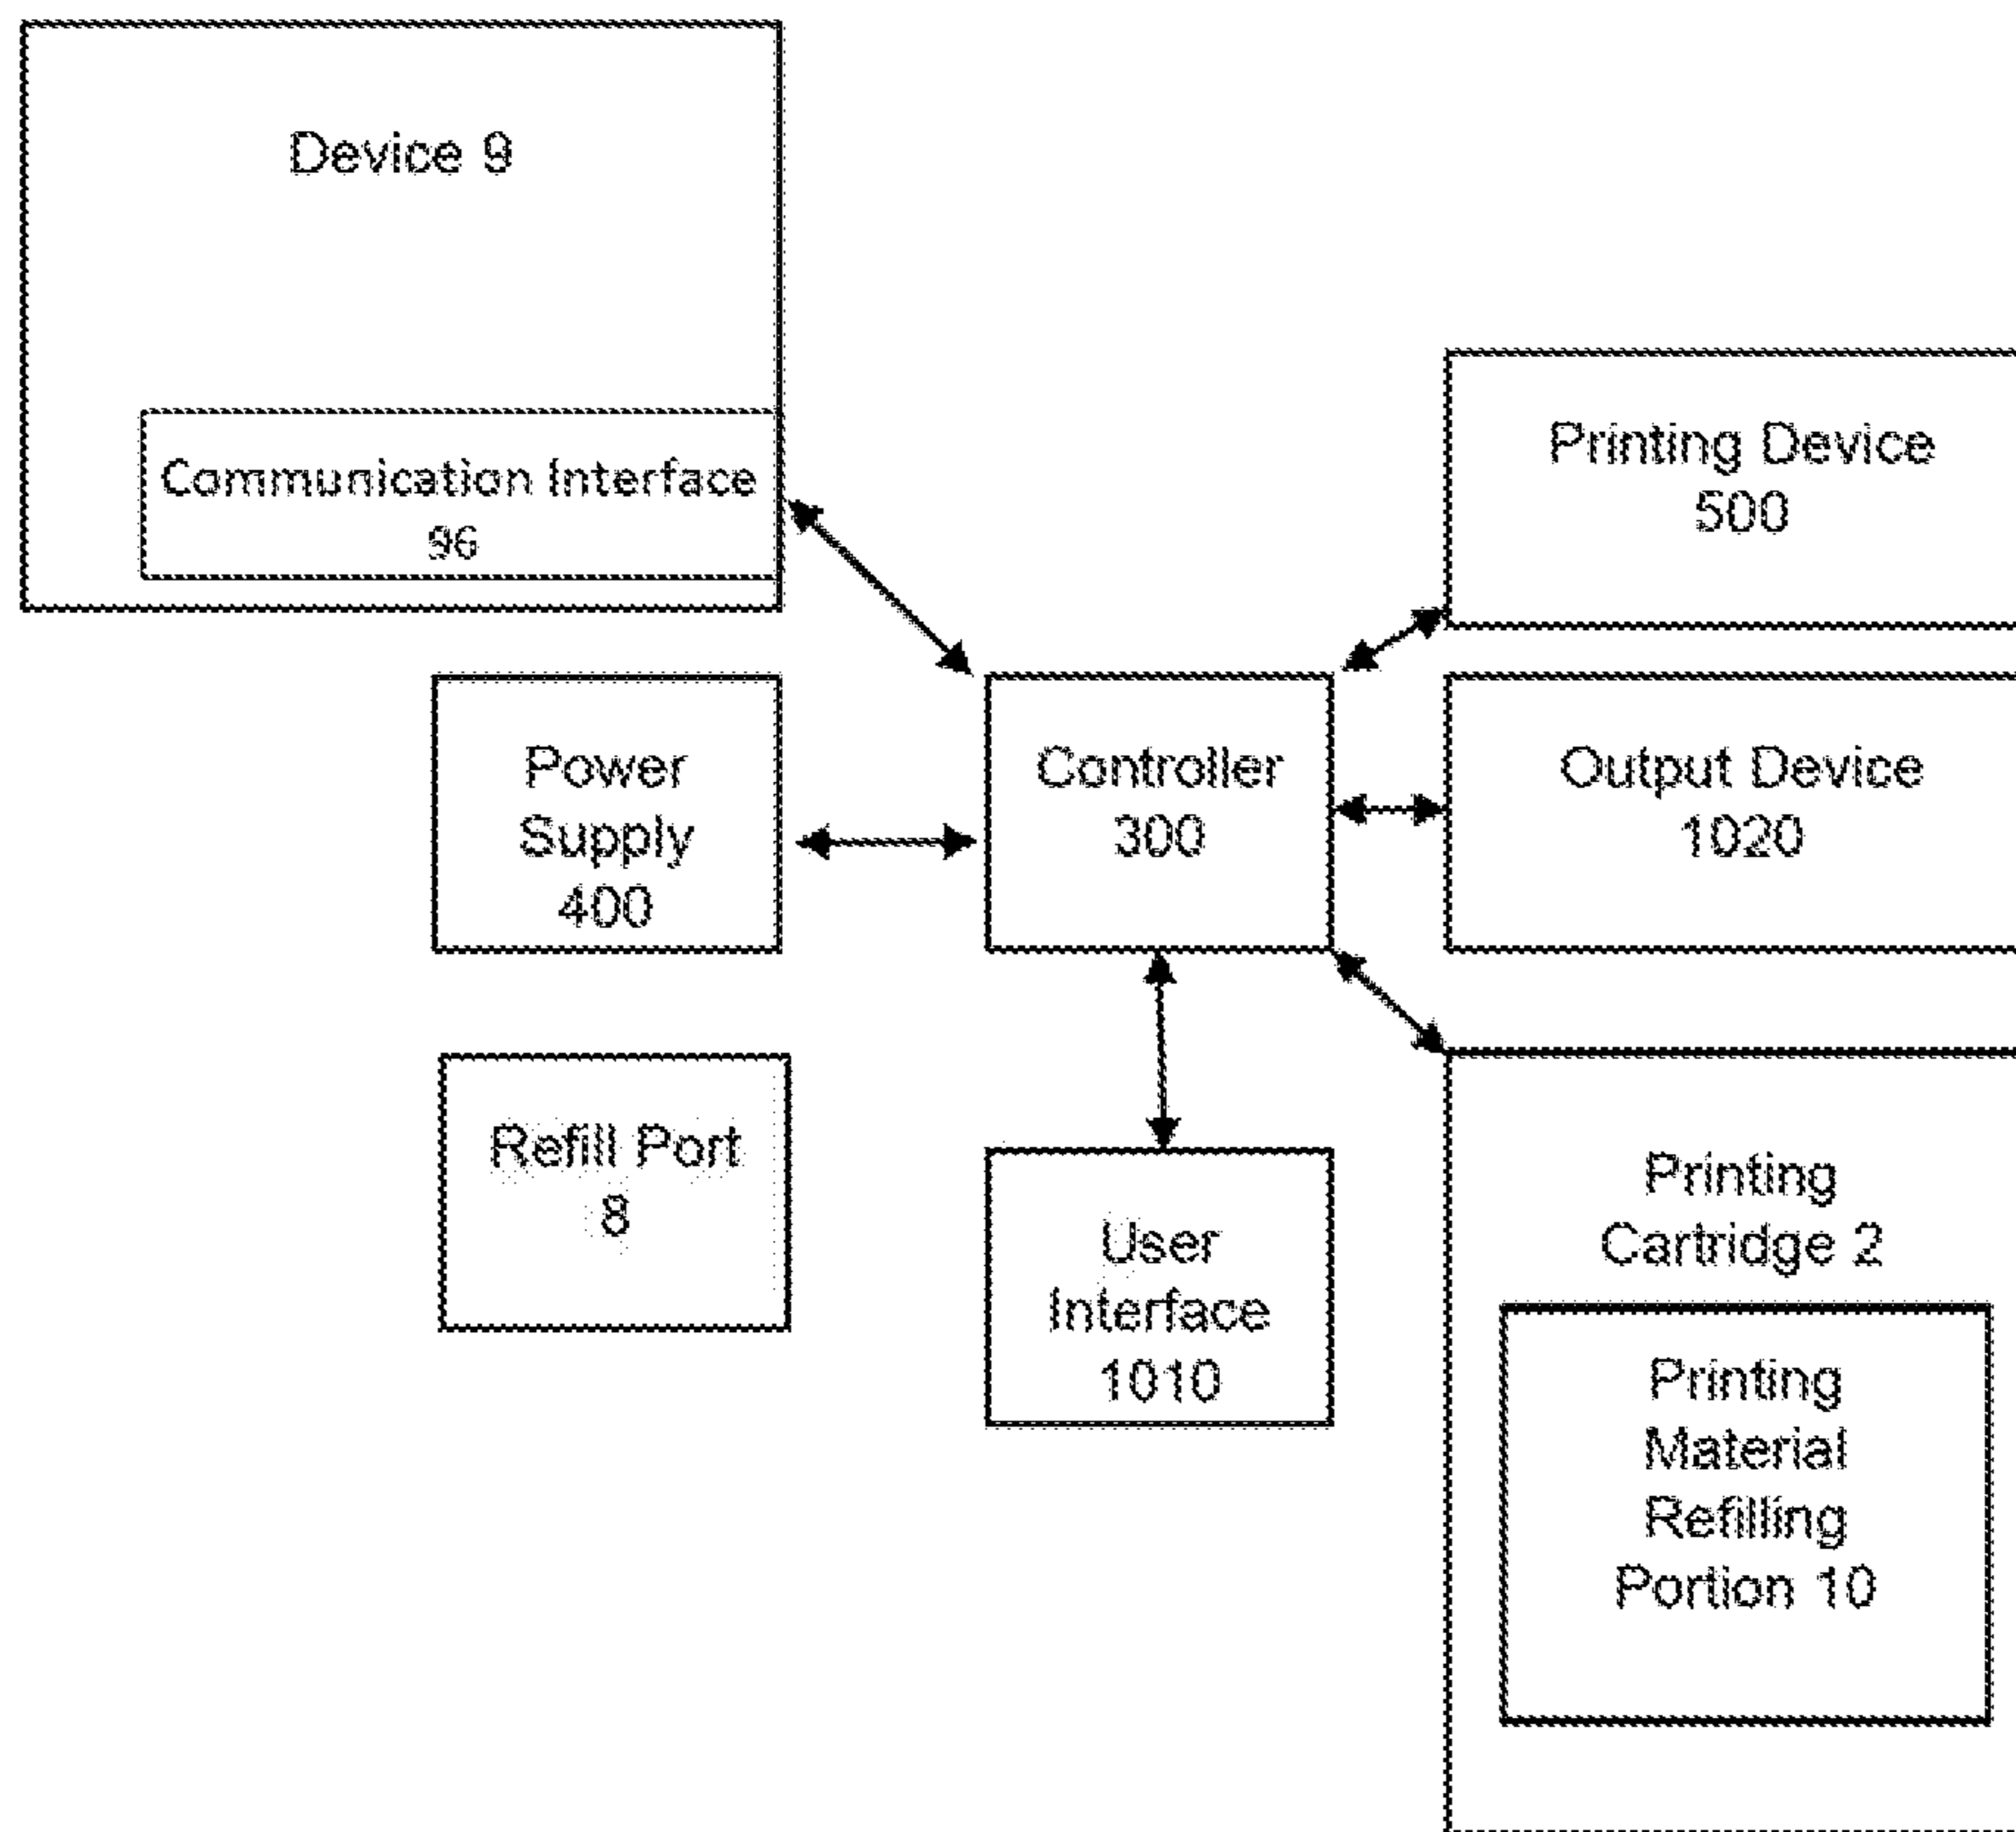 Device 9
Communication Interface
96
Printing Device
500
Power
Supply
400
Controller
300
Output Device
1020
Refill Port
8
User
Interface
1010
Printing
Cartridge 2
Printing
Material
Refilling
Portion 10